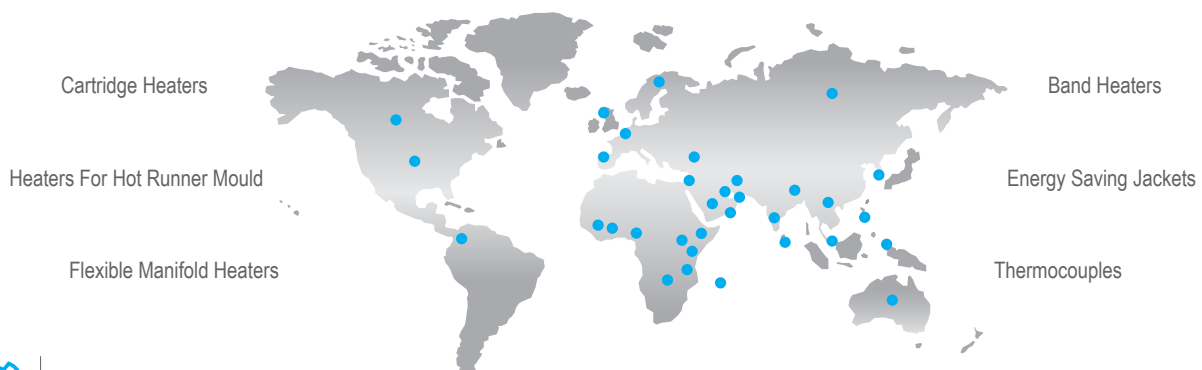 Cartridge Heaters
Band Heaters
Heaters For Hot Runner Mould
Energy Saving Jackets
Flexible Manifold Heaters
Thermocouples